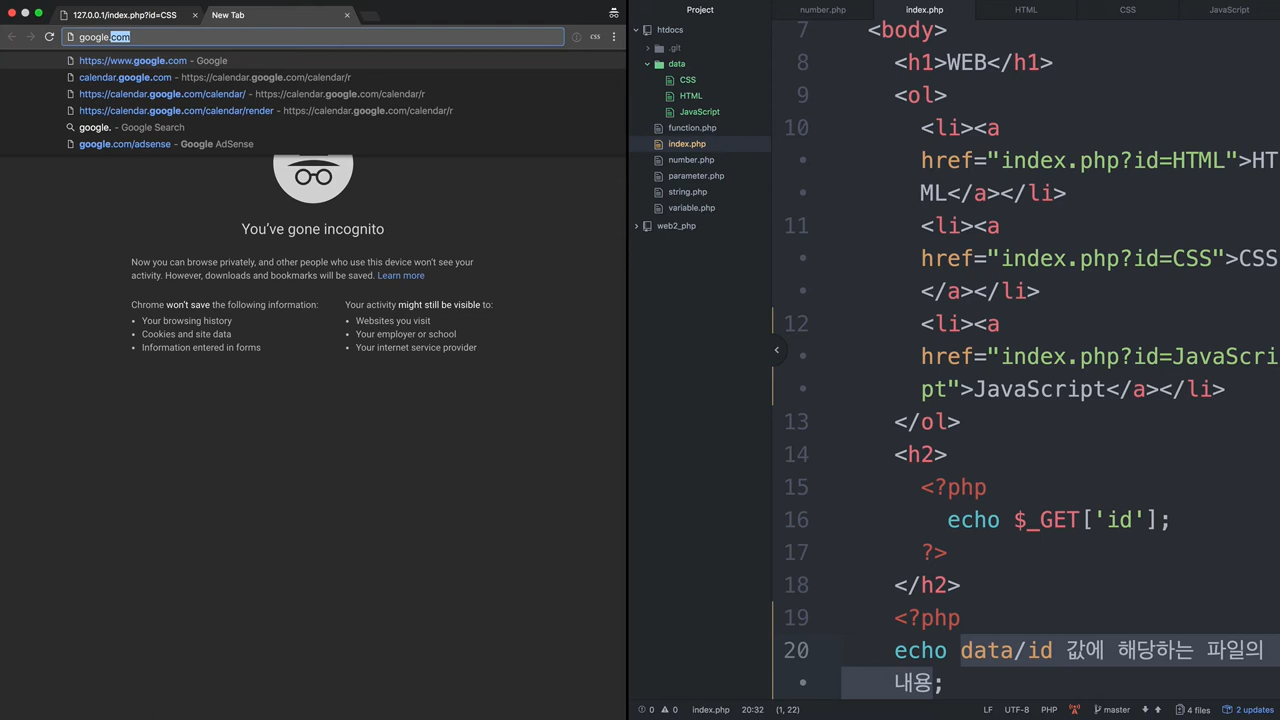 127.0.0.1/index.php?id=CSS
New Tab
google.com
css
https://www.google.com – Google
calendar.google.com – https://calendar.google.com/calendar/r
https://calendar.google.com/calendar/ – https://calendar.google.com/calendar/r
https://calendar.google.com/calendar/render – https://calendar.google.com/calendar/r
google. – Google Search
google.com/adsense – Google AdSense
You've gone incognito
Now you can browse privately, and other people who use this device won't see your
activity. However, downloads and bookmarks will be saved. Learn more
Chrome won't save the following information:
• Your browsing history
• Cookies and site data
• Information entered in forms
Your activity might still be visible to:
• Websites you visit
• Your employer or school
• Your internet service provider
Project
htdocs
.git
data
CSS
HTML
JavaScript
function.php
index.php
number.php
parameter.php
string.php
variable.php
web2_php
number.php
index.php
HTML
CSS
JavaScript
7 <body>
8 <h1>WEB</h1>
9 <ol>
10 <li><a
• href="index.php?id=HTML">HT
• ML</a></li>
11 <li><a
• href="index.php?id=CSS">CSS
• </a></li>
12 <li><a
• href="index.php?id=JavaScri
• pt">JavaScript</a></li>
13 </ol>
14 <h2>
15 <?php
16 echo $_GET['id'];
17 ?>
18 </h2>
19 <?php
20 echo data/id 값에 해당하는 파일의
• 내용;
0 0 index.php 20:32 (1, 22)
LF UTF-8 PHP master 4 files 2 updates